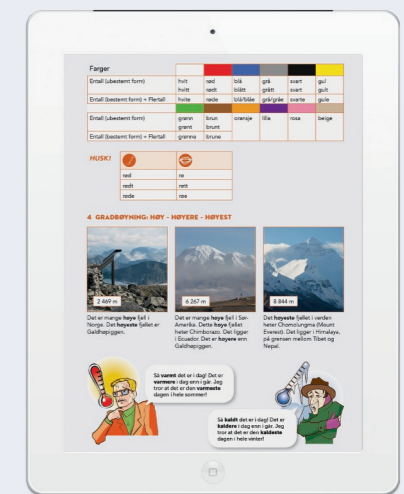 Farger
Entall (ubestemt form) hvit rød blå grå svart gul
hvitt rødt blått grått svart gult
Entall (bestemt form) + Flertall hvite røde blå/blåe grå/gråe svarte gule
Entall (ubestemt form) grønn brun oransje lilla rosa beige
grønt brunt
Entall (bestemt form) + Flertall grønne brune
HUSK!
rød rø
rødt røtt
røde røe
4 GRADBØYNING: HØY - HØYERE - HØYEST
2 469 m
6 267 m
8 844 m
Det er mange høye fjell i
Norge. Det høyeste fjellet er
Galdhøpiggen.
Det er mange høye fjell i Sør-
Amerika. Dette høye fjellet
heter Chimborazo. Det ligger
i Ecuador. Det er høyere enn
Galdhøpiggen.
Det høyeste fjellet i verden
heter Chomolungma (Mount
Everest). Det ligger i Himalaya,
på grensen mellom Tibet og
Nepal.
Så varmt det er i dag! Det er
varmere i dag enn i går. Jeg
tror at det er den varmeste
dagen i hele sommer!
Så kaldt det er i dag! Det er
kaldere i dag enn i går. Jeg
tror at det er den kaldeste
dagen i hele vinter!